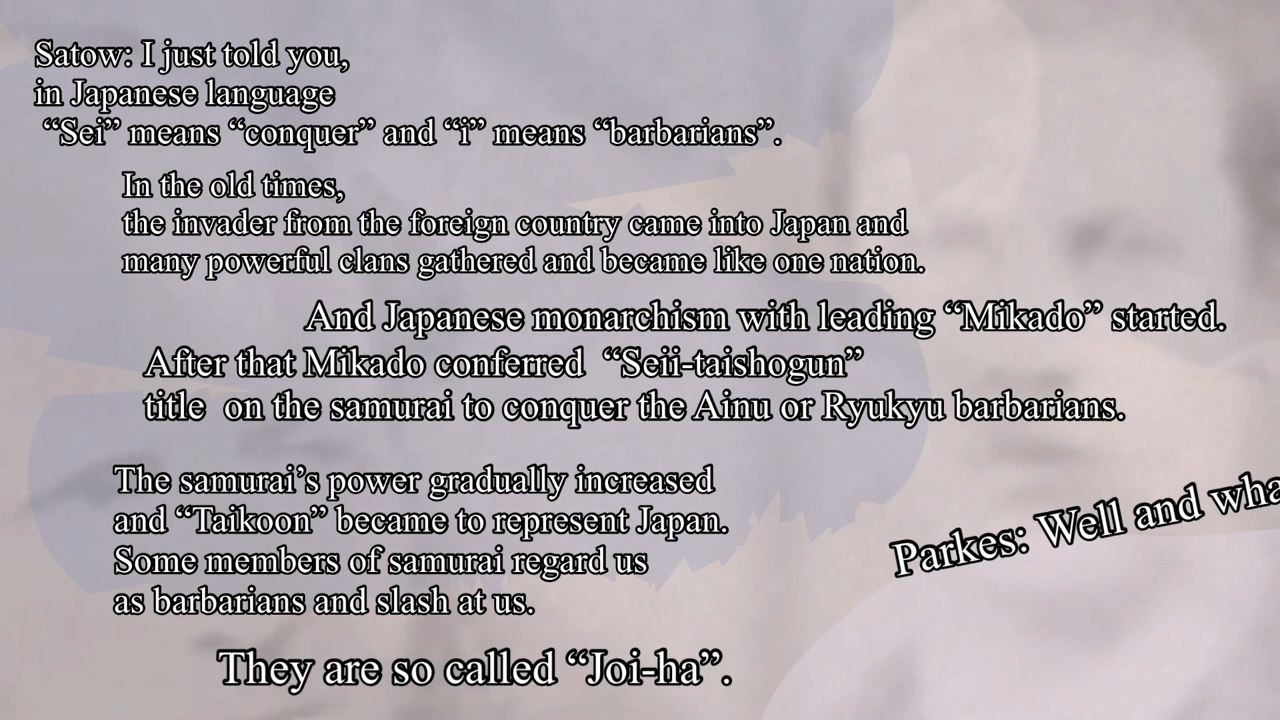 Satow: I just told you,
in Japanese language
“Sei” means “conquer” and “i” means “barbarians”.
In the old times,
the invader from the foreign country came into Japan and
many powerful clans gathered and became like one nation.
And Japanese monarchism with leading “Mikado” started.
After that Mikado conferred “Seii-taishogun”
title on the samurai to conquer the Ainu or Ryukyu barbarians.
The samurai’s power gradually increased
and “Taikoon” became to represent Japan.
Some members of samurai regard us
as barbarians and slash at us.
Parkes: Well and
They are so called “Joi-ha”.